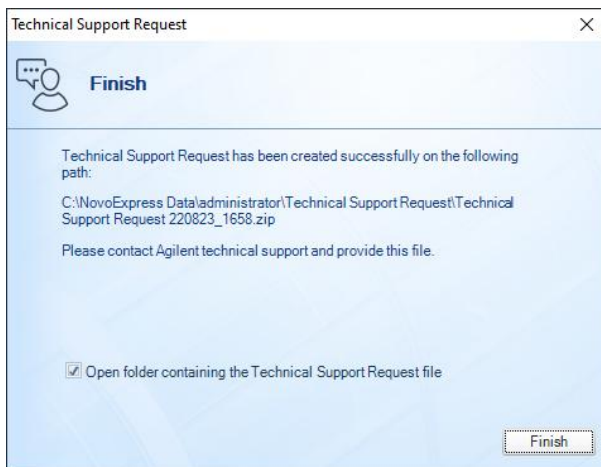 Technical Support Request
Finish
Technical Support Request has been created successfully on the following
path:
C:\NovoExpress Data\administrator\Technical Support Request\Technical
Support Request 220823_1658.zip
Please contact Agilent technical support and provide this file.
Open folder containing the Technical Support Request file
Finish